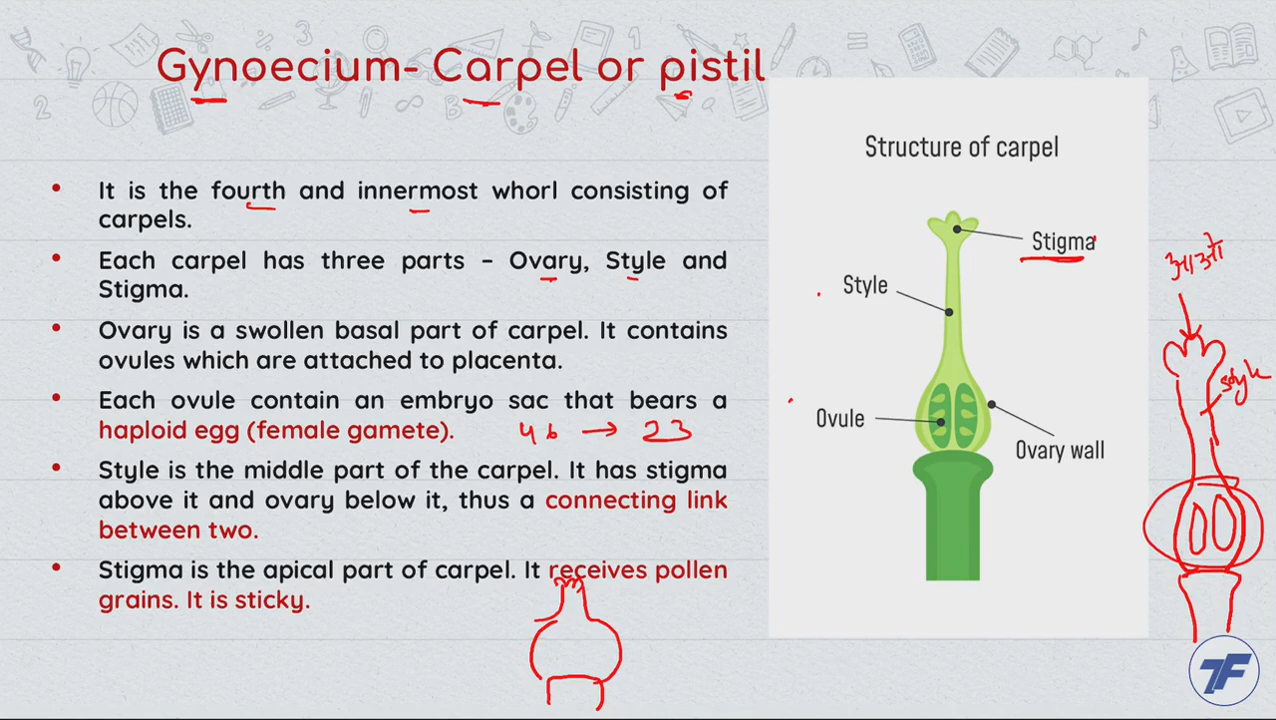 Gynoecium- Carpel or pistil
• It is the fourth and innermost whorl consisting of
carpels.
• Each carpel has three parts – Ovary, Style and
Stigma.
• Ovary is a swollen basal part of carpel. It contains
ovules which are attached to placenta.
• Each ovule contain an embryo sac that bears a
haploid egg (female gamete).
46 → 23
• Style is the middle part of the carpel. It has stigma
above it and ovary below it, thus a connecting link
between two.
• Stigma is the apical part of carpel. It receives pollen
grains. It is sticky.
Structure of carpel
Stigma
Style
Ovule
Ovary wall
style